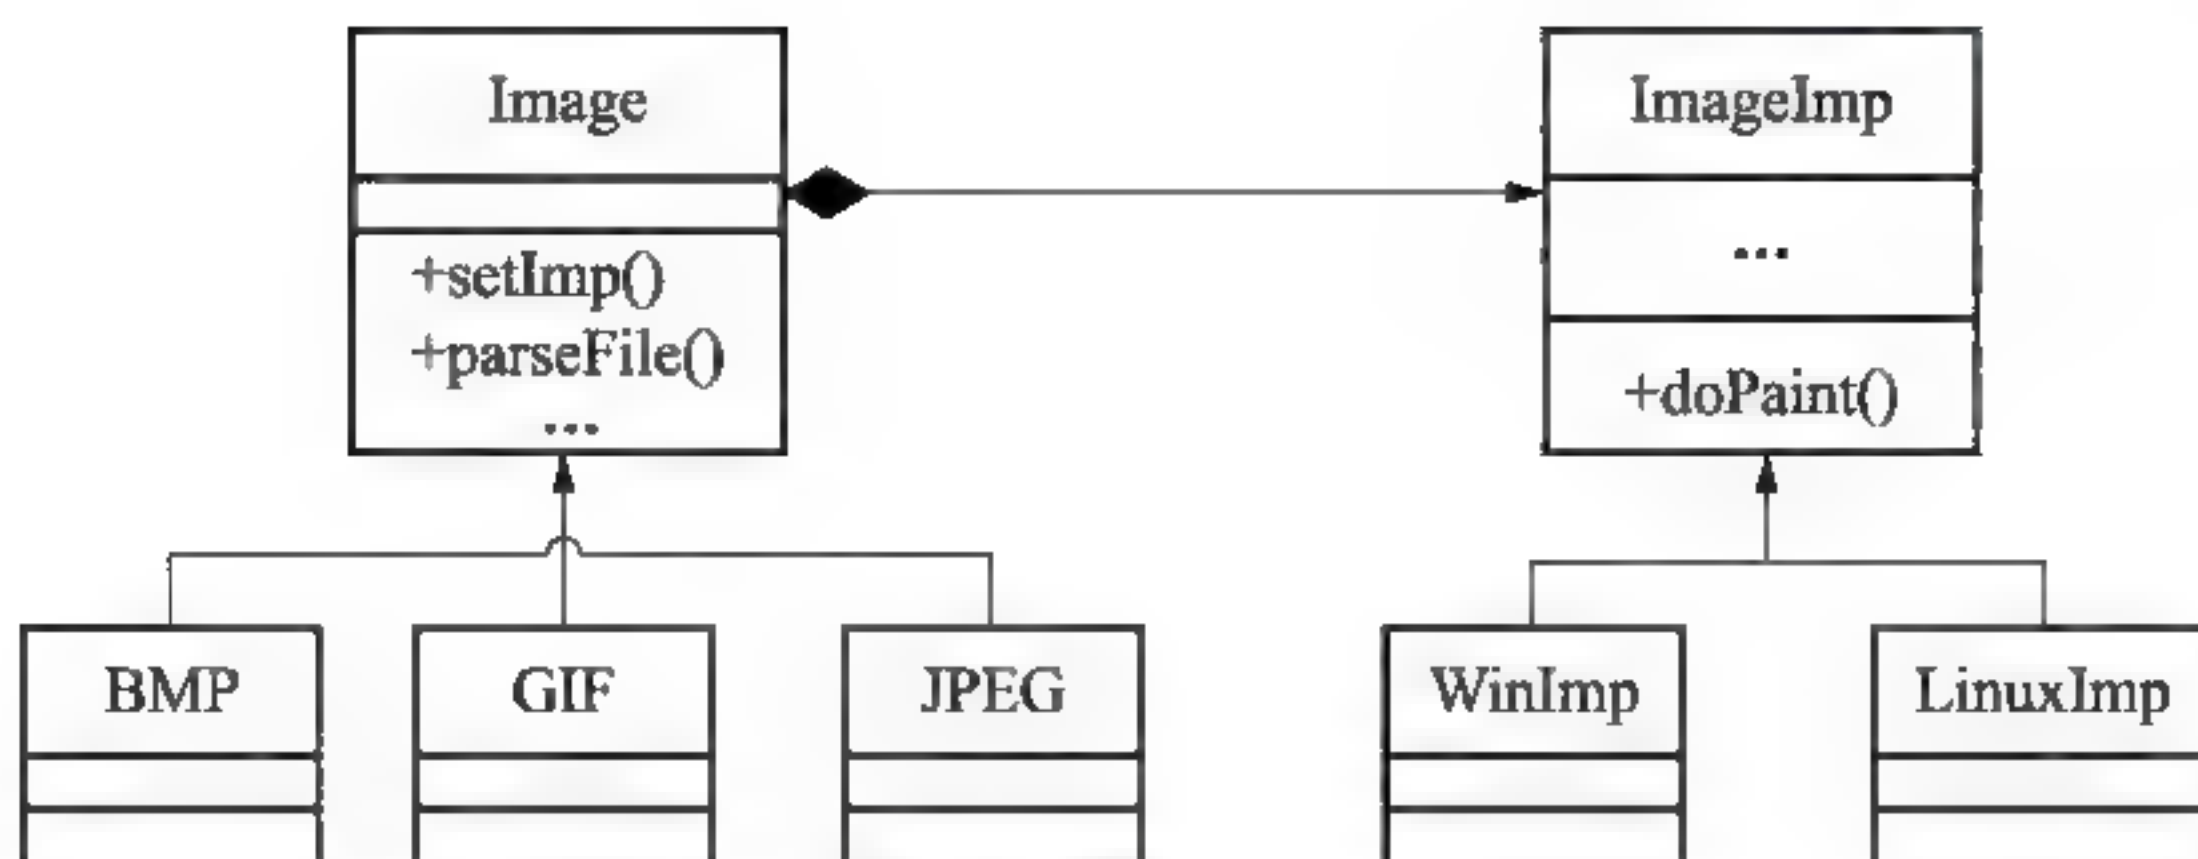 Image
+setImp()
+parseFile()
...
ImageImp
...
+doPaint()
BMP
GIF
JPEG
WinImp
LinuxImp